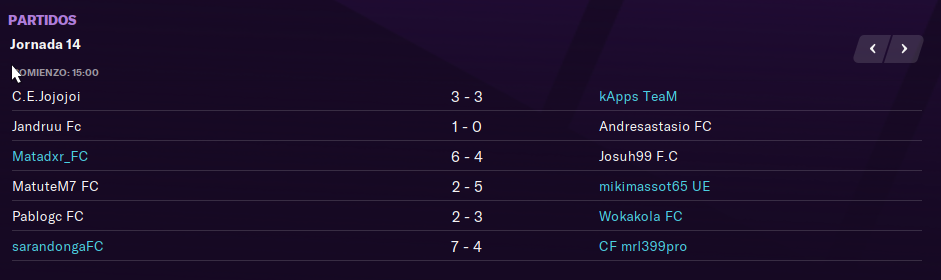 PARTIDOS
Jornada 14
COMIENZO: 15:00
C.E.Jojojoi 3 - 3 kApps TeaM
Jandruu Fc 1 - 0 Andresastasio FC
Matadxr_FC 6 - 4 Josuh99 F.C
MatuteM7 FC 2 - 5 mikimassot65 UE
Pablogc FC 2 - 3 Wokakola FC
sarandongaFC 7 - 4 CF mrl399pro